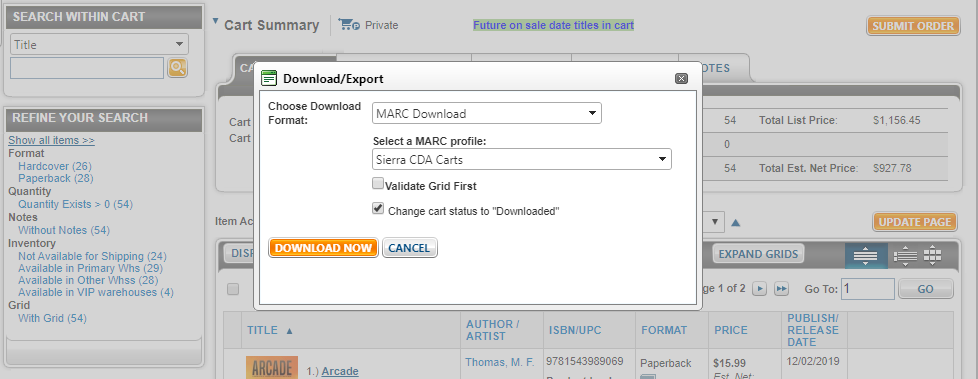 SEARCH WITHIN CART
Title
REFINE YOUR SEARCH
Show all items >>
Format
Hardcover (26)
Paperback (28)
Quantity
Quantity Exists > 0 (54)
Notes
Without Notes (54)
Inventory
Not Available for Shipping (24)
Available in Primary Whs (29)
Available in Other Whss (28)
Available in VIP warehouses (4)
Grid
With Grid (54)
Cart Summary
Private
Future on sale date titles in cart
SUBMIT ORDER
OTES
Cart
54 Total List Price: $1,156.45
Cart
0
54 Total Est. Net Price: $927.78
Download/Export
Choose Download Format:
MARC Download
Select a MARC profile:
Sierra CDA Carts
Validate Grid First
Change cart status to "Downloaded"
DOWNLOAD NOW CANCEL
Item Ac
UPDATE PAGE
DISP
EXPAND GRIDS
ge 1 of 2
Go To: 1 GO
TITLE AUTHOR / ARTIST ISBN/UPC FORMAT PRICE PUBLISH/ RELEASE DATE
ARCADE
1.) Arcade Thomas, M. F. 9781543989069 Paperback $15.99 12/02/2019
Est. Net: